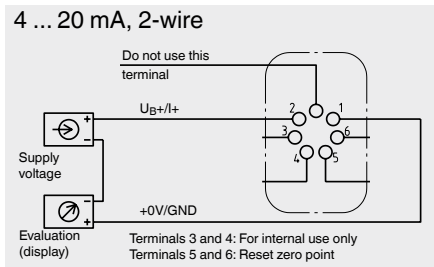 4 ... 20 mA, 2-wire
Do not use this
terminal
UB+/I+
2
1
3
6
4
5
+
-
Supply
voltage
-
+
+0V/GND
Evaluation
(display)
Terminals 3 and 4: For internal use only
Terminals 5 and 6: Reset zero point